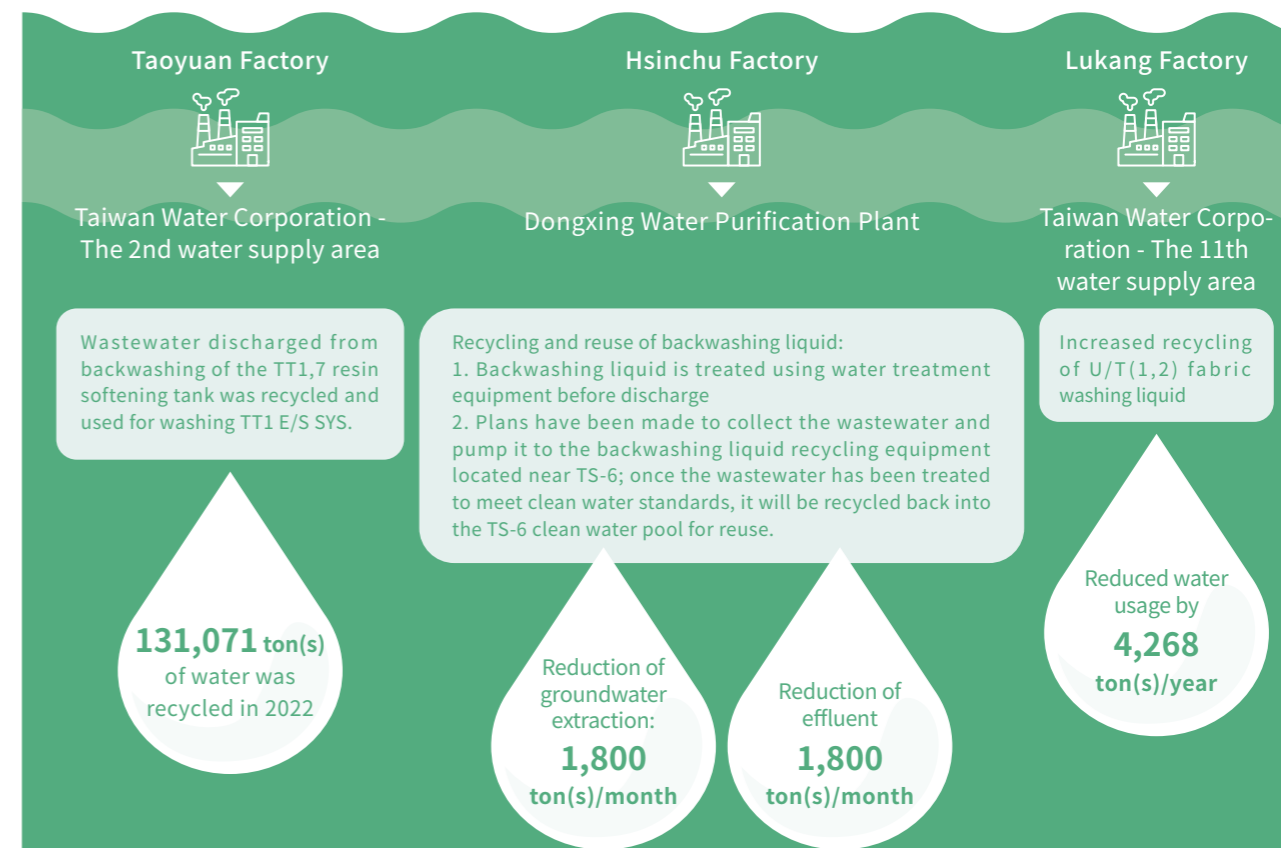 Taoyuan Factory
Taiwan Water Corporation -
The 2nd water supply area
Wastewater discharged from
backwashing of the TT1,7 resin
softening tank was recycled and
used for washing TT1 E/S SYS.
131,071 ton(s)
of water was
recycled in 2022
Hsinchu Factory
Dongxing Water Purification Plant
Recycling and reuse of backwashing liquid:
1. Backwashing liquid is treated using water treatment
equipment before discharge
2. Plans have been made to collect the wastewater and
pump it to the backwashing liquid recycling equipment
located near TS-6; once the wastewater has been treated
to meet clean water standards, it will be recycled back into
the TS-6 clean water pool for reuse.
Reduction of
groundwater
extraction:
1,800
ton(s)/month
Reduction of
effluent
1,800
ton(s)/month
Lukang Factory
Taiwan Water Corpo-
ration - The 11th
water supply area
Increased recycling
of U/T(1,2) fabric
washing liquid
Reduced water
usage by
4,268
ton(s)/year